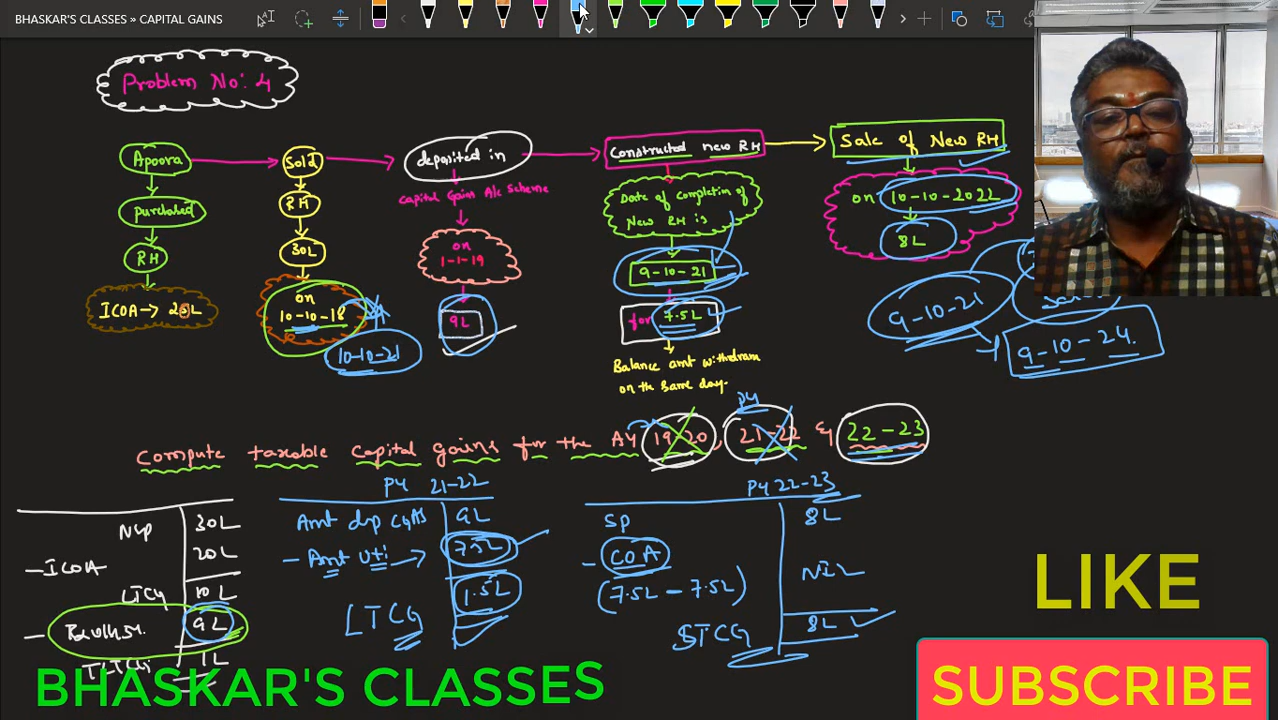 BHASKAR'S CLASSES » CAPITAL GAINS
Problem No: 4
Apoova
purchased
RH
ICOA → 20L
Sold
RH
30L
on
10-10-18
10-10-21
deposited in
Capital Gain A/c Scheme
on
1-1-19
9L
Constructed new RH
Date of completion of
New RH is
9-10-21
for 7.5L
Balance amt withdrawn
on the same day.
Sale of New RH
on 10-10-2022
8L
9-10-21
9-10-24.
PY
Compute taxable Capital gains for the AY 19-20, 21-22 & 22-23
30L
- ICOA 20L
LTCG 10L
- 9L
1L
PY 21-22
Amt dep CGAS 9L
- Amt Uti → 7.5L
1.5L
LTCG
PY 22-23
SP 8L
- COA
(7.5L - 7.5L) NIL
STCG 8L
LIKE
BHASKAR'S CLASSES
SUBSCRIBE